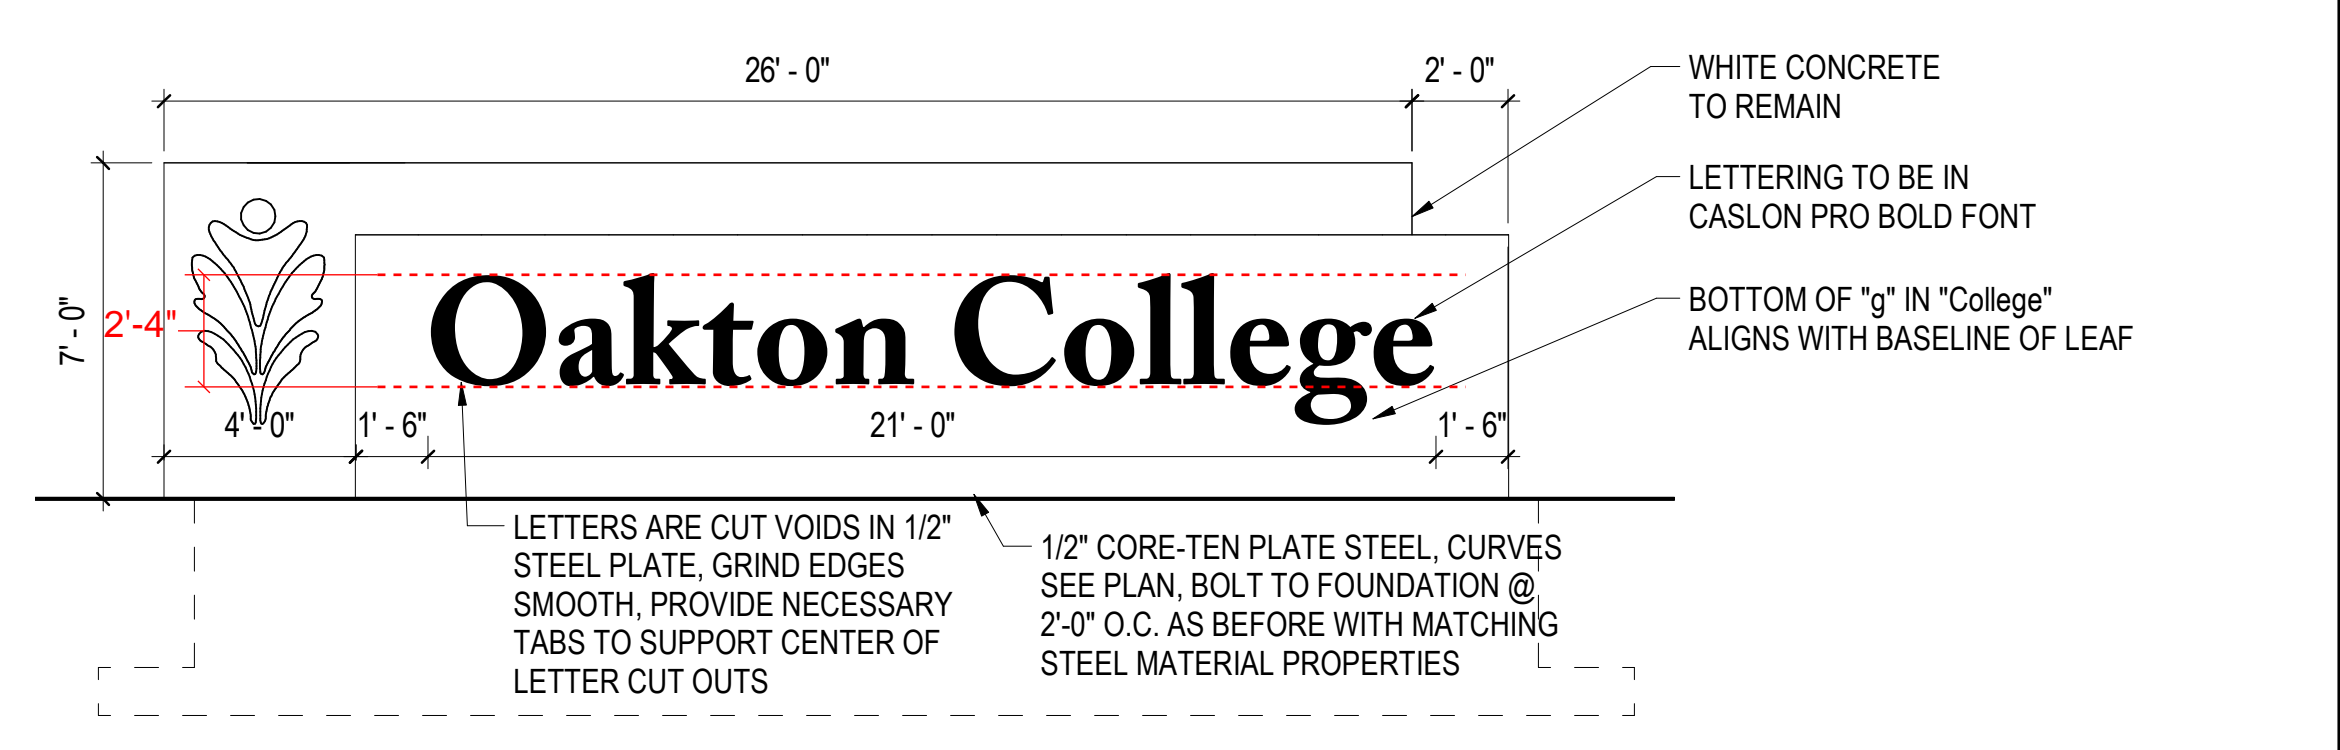 26' - 0"
2' - 0"
WHITE CONCRETE
TO REMAIN
LETTERING TO BE IN
CASLON PRO BOLD FONT
7' - 0"
2'-4"
Oakton College
BOTTOM OF "g" IN "College"
ALIGNS WITH BASELINE OF LEAF
4' - 0"
1' - 6"
21' - 0"
1' - 6"
LETTERS ARE CUT VOIDS IN 1/2"
STEEL PLATE, GRIND EDGES
SMOOTH, PROVIDE NECESSARY
TABS TO SUPPORT CENTER OF
LETTER CUT OUTS
1/2" CORE-TEN PLATE STEEL, CURVES
SEE PLAN, BOLT TO FOUNDATION @
2'-0" O.C. AS BEFORE WITH MATCHING
STEEL MATERIAL PROPERTIES